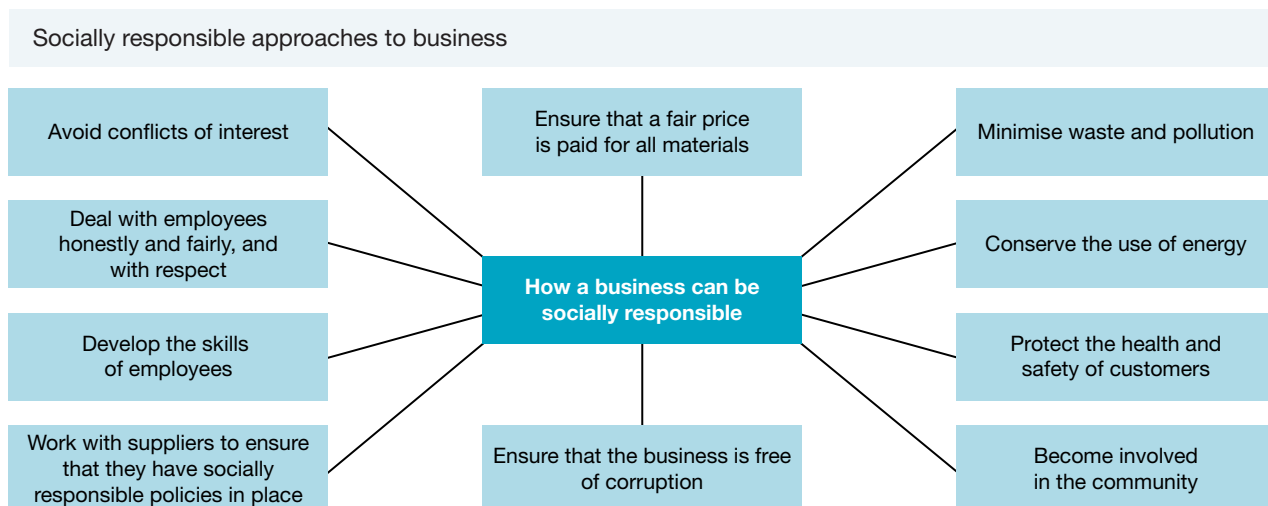 Socially responsible approaches to business
Avoid conflicts of interest
Deal with employees
honestly and fairly, and
with respect
Develop the skills
of employees
Work with suppliers to ensure
that they have socially
responsible policies in place
Ensure that a fair price
is paid for all materials
How a business can be
socially responsible
Ensure that the business is free
of corruption
Minimise waste and pollution
Conserve the use of energy
Protect the health and
safety of customers
Become involved
in the community